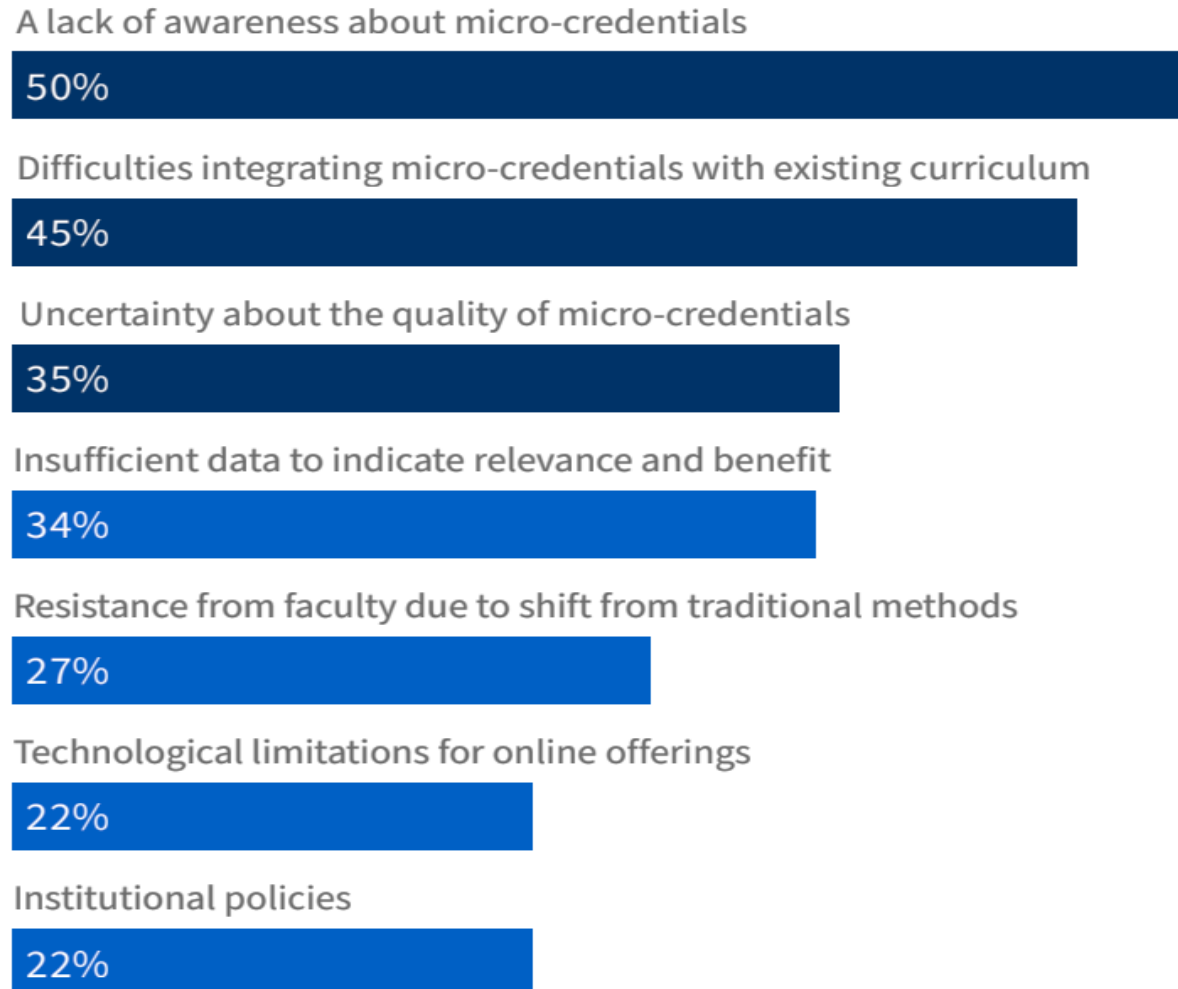 A lack of awareness about micro-credentials
50%
Difficulties integrating micro-credentials with existing curriculum
45%
Uncertainty about the quality of micro-credentials
35%
Insufficient data to indicate relevance and benefit
34%
Resistance from faculty due to shift from traditional methods
27%
Technological limitations for online offerings
22%
Institutional policies
22%